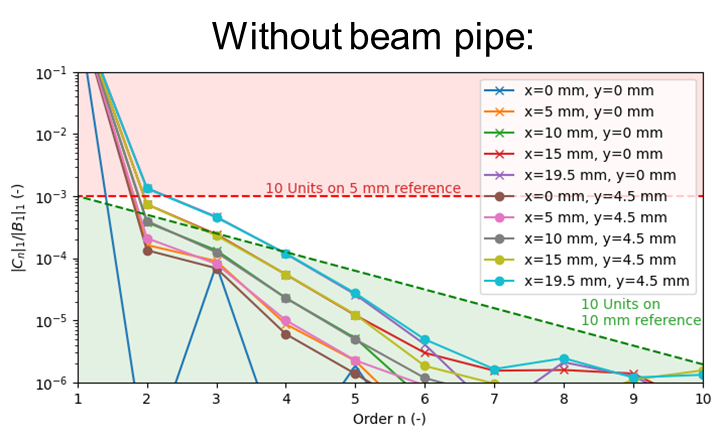 Without beam pipe:
10⁻¹
10⁻²
10⁻³
10⁻⁴
10⁻⁵
10⁻⁶
|Cₙ|₁/|B₁|₁ (-)
10 Units on 5 mm reference
x=0 mm, y=0 mm
x=5 mm, y=0 mm
x=10 mm, y=0 mm
x=15 mm, y=0 mm
x=19.5 mm, y=0 mm
x=0 mm, y=4.5 mm
x=5 mm, y=4.5 mm
x=10 mm, y=4.5 mm
x=15 mm, y=4.5 mm
x=19.5 mm, y=4.5 mm
10 Units on
10 mm reference
1 2 3 4 5 6 7 8 9 10
Order n (-)